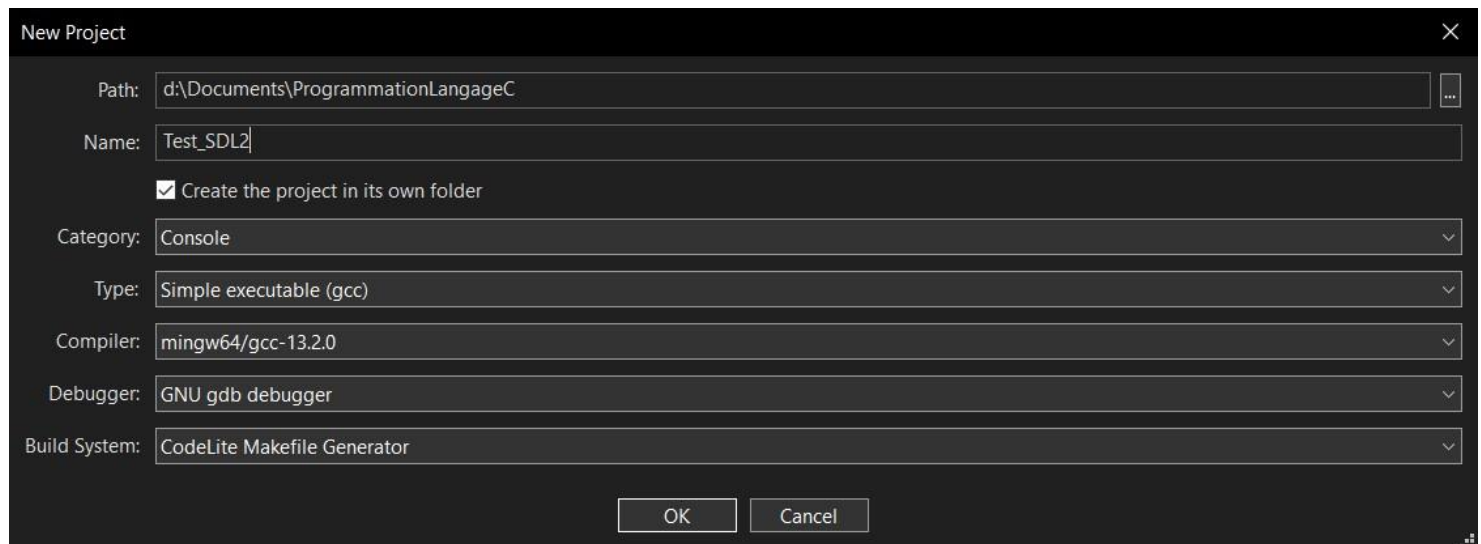 New Project
Path: d:\Documents\ProgrammationLangageC ...
Name: Test_SDL2
Create the project in its own folder
Category: Console
Type: Simple executable (gcc)
Compiler: mingw64/gcc-13.2.0
Debugger: GNU gdb debugger
Build System: CodeLite Makefile Generator
OK Cancel